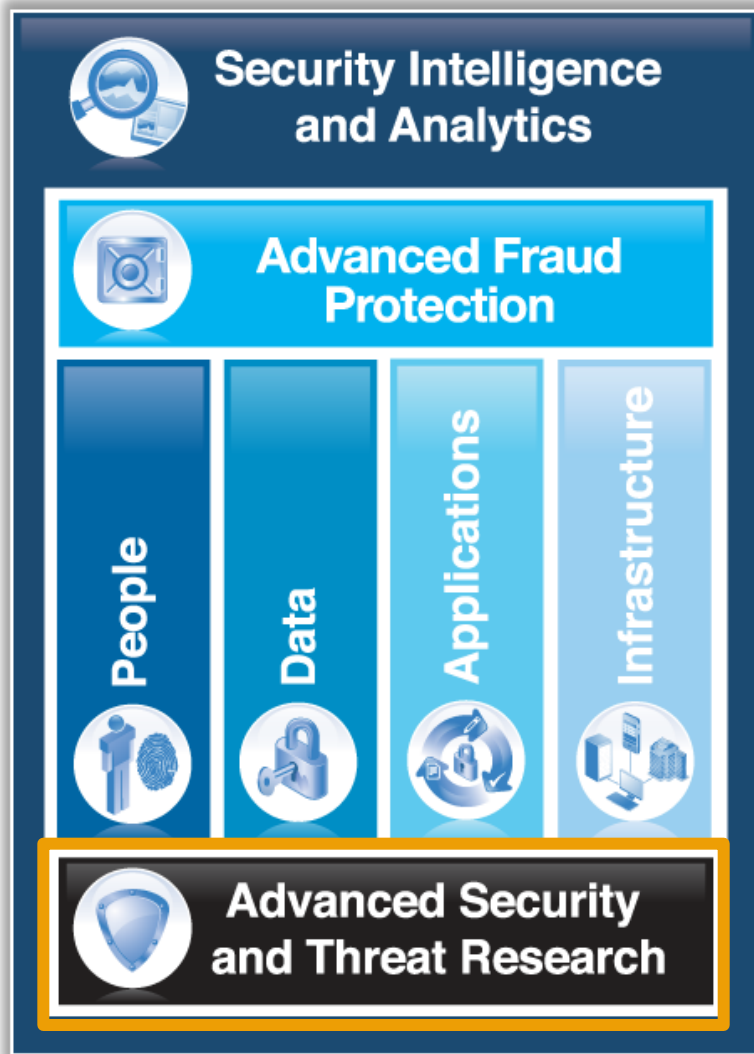 Security Intelligence
and Analytics
Advanced Fraud
Protection
People
Data
Applications
Infrastructure
Advanced Security
and Threat Research